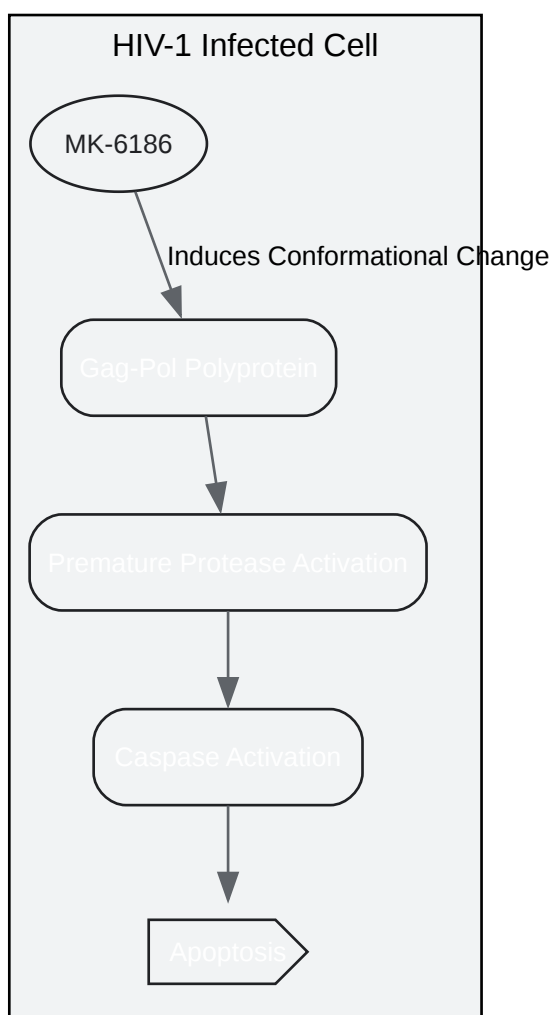 HIV-1 Infected Cell
MK-6186
Induces Conformational Change
Gag-Pol Polyprotein
Premature Protease Activation
Caspase Activation
Apoptosis